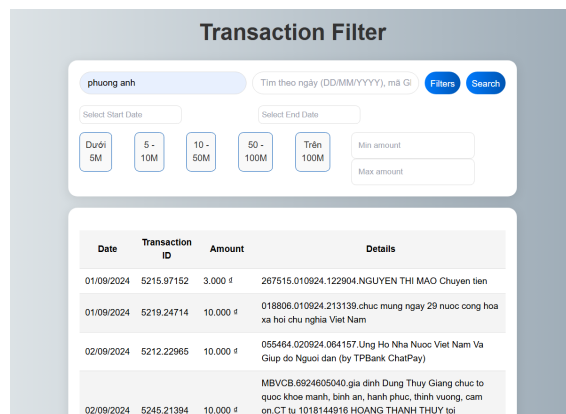 Transaction Filter
phuong anh
Tìm theo ngày (DD/MM/YYYY), mã G
Filters
Search
Select Start Date
Select End Date
Dưới
5M
5 -
10M
10 -
50M
50 -
100M
Trên
100M
Min amount
Max amount
Date Transaction ID Amount Details
01/09/2024 5215.97152 3.000 ₫ 267515.010924.122904.NGUYEN THI MAO Chuyen tien
01/09/2024 5219.24714 10.000 ₫ 018806.010924.213139.chuc mung ngay 29 nuoc cong hoa
xa hoi chu nghia Viet Nam
02/09/2024 5212.22965 10.000 ₫ 055464.020924.064157.Ung Ho Nha Nuoc Viet Nam Va
Giup do Nguoi dan (by TPBank ChatPay)
MBVCB.6924605040.gia dinh Dung Thuy Giang chuc to
quoc khoe manh, binh an, hanh phuc, thinh vuong, cam
02/09/2024 5245.21394 10.000 ₫ on.CT tu 1018144916 HOANG THANH THUY toi